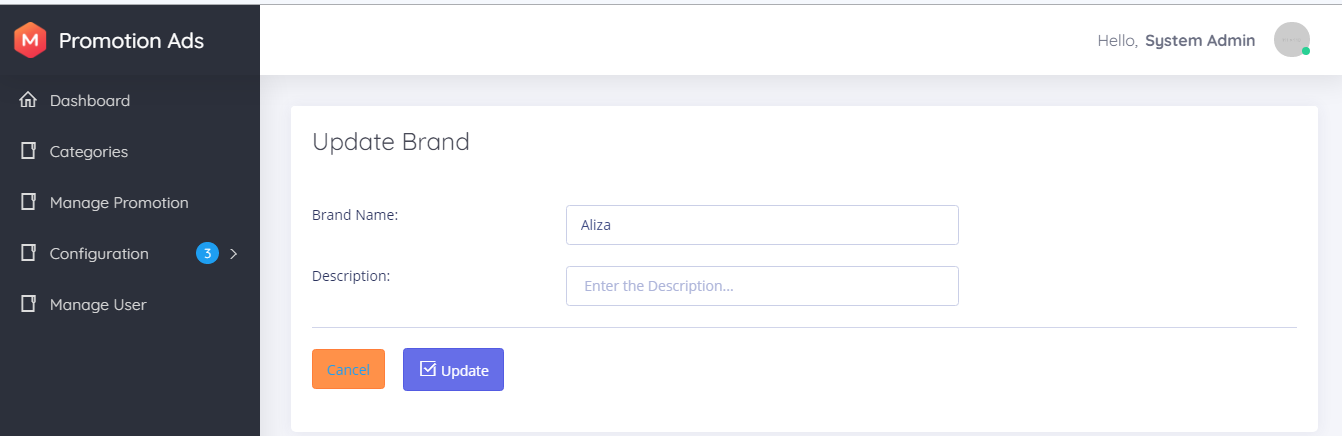 M Promotion Ads
Hello, System Admin
Dashboard
Categories
Manage Promotion
Configuration 3
Manage User
Update Brand
Brand Name:
Aliza
Description:
Enter the Description...
Cancel
Update